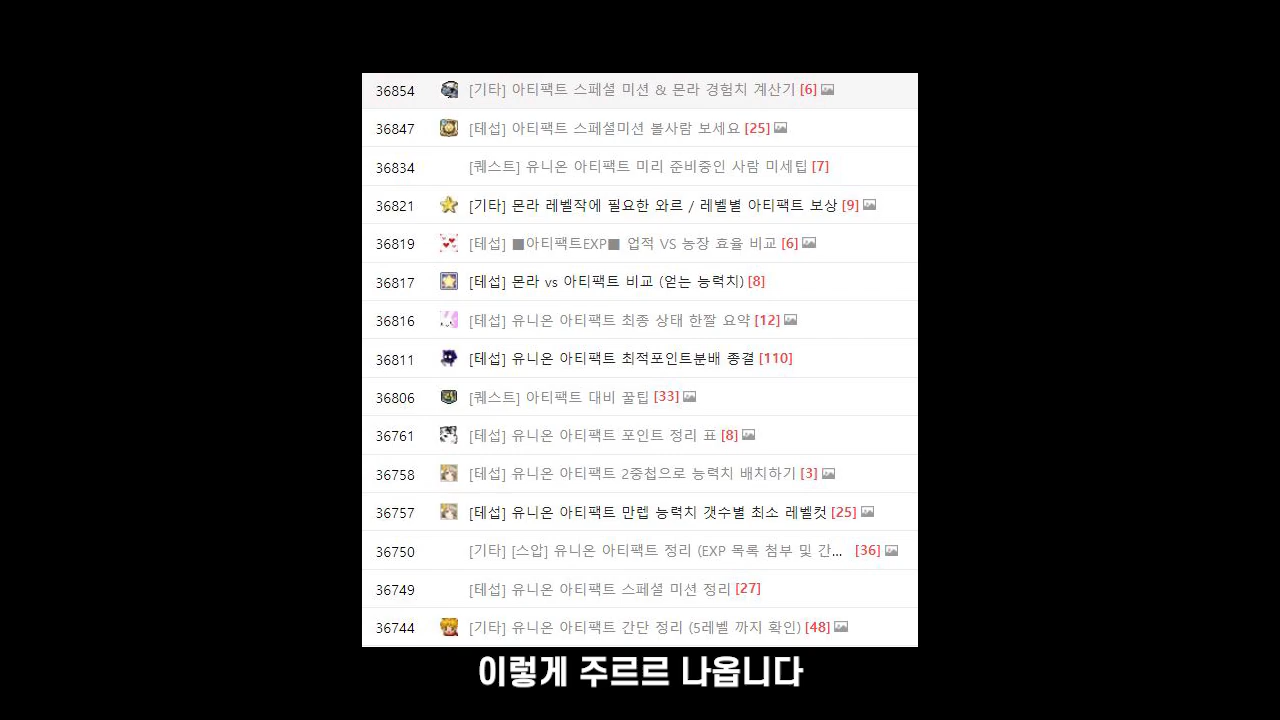 36854 [기타] 아티팩트 스페셜 미션 & 몬라 경험치 계산기 [6]
36847 [테섭] 아티팩트 스페셜미션 볼사람 보세요 [25]
36834 [퀘스트] 유니온 아티팩트 미리 준비중인 사람 미세팁 [7]
36821 [기타] 몬라 레벨작에 필요한 와르 / 레벨별 아티팩트 보상 [9]
36819 [테섭] ■아티팩트EXP■ 업적 VS 농장 효율 비교 [6]
36817 [테섭] 몬라 vs 아티팩트 비교 (얻는 능력치) [8]
36816 [테섭] 유니온 아티팩트 최종 상태 한짤 요약 [12]
36811 [테섭] 유니온 아티팩트 최적포인트분배 종결 [110]
36806 [퀘스트] 아티팩트 대비 꿀팁 [33]
36761 [테섭] 유니온 아티팩트 포인트 정리 표 [8]
36758 [테섭] 유니온 아티팩트 2중첩으로 능력치 배치하기 [3]
36757 [테섭] 유니온 아티팩트 만렙 능력치 갯수별 최소 레벨컷 [25]
36750 [기타] [스압] 유니온 아티팩트 정리 (EXP 목록 첨부 및 간... [36]
36749 [테섭] 유니온 아티팩트 스페셜 미션 정리 [27]
36744 [기타] 유니온 아티팩트 간단 정리 (5레벨 까지 확인) [48]
이렇게 주르르 나옵니다